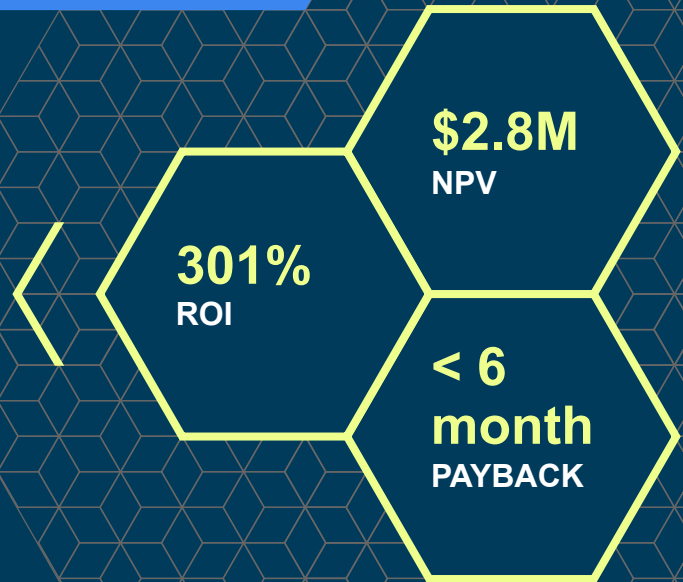 $2.8M
NPV
301%
ROI
< 6
month
PAYBACK